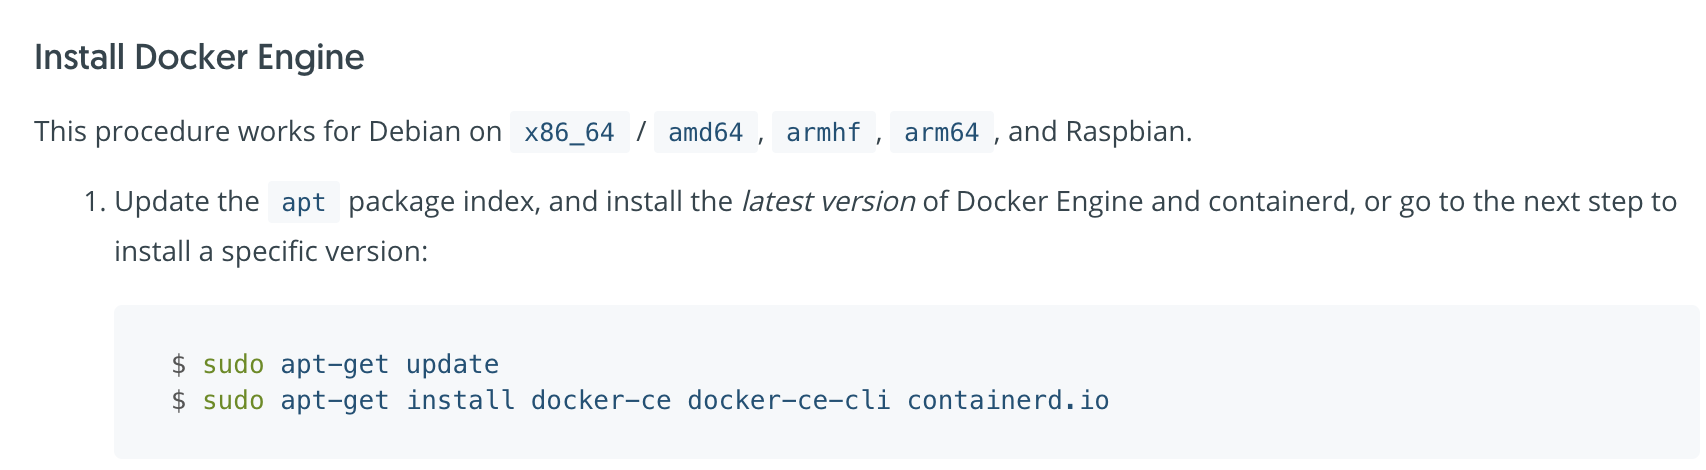 Install Docker Engine
This procedure works for Debian on x86_64 / amd64, armhf, arm64, and Raspbian.
1. Update the apt package index, and install the latest version of Docker Engine and containerd, or go to the next step to
install a specific version:
$ sudo apt-get update
$ sudo apt-get install docker-ce docker-ce-cli containerd.io